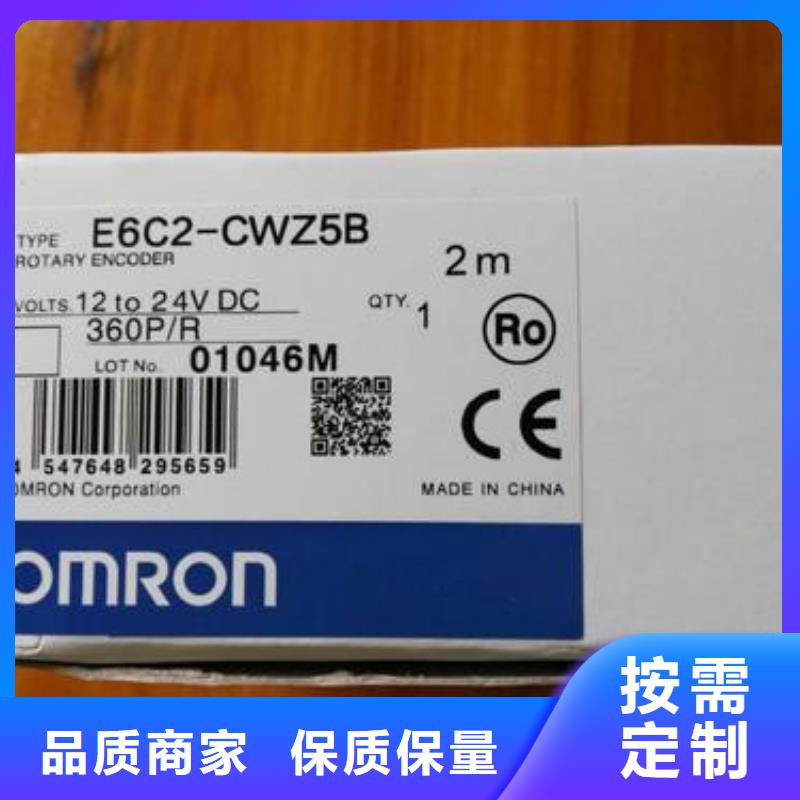 TYPE E6C2-CWZ5B
ROTARY ENCODER
2m
VOLTS. 12 to 24V DC
QTY. 1
360P/R
Ro
LOT No. 01046M
CE
4 547648 295659
OMRON Corporation
MADE IN CHINA
OMRON
按需
定制
品质商家 保质保量